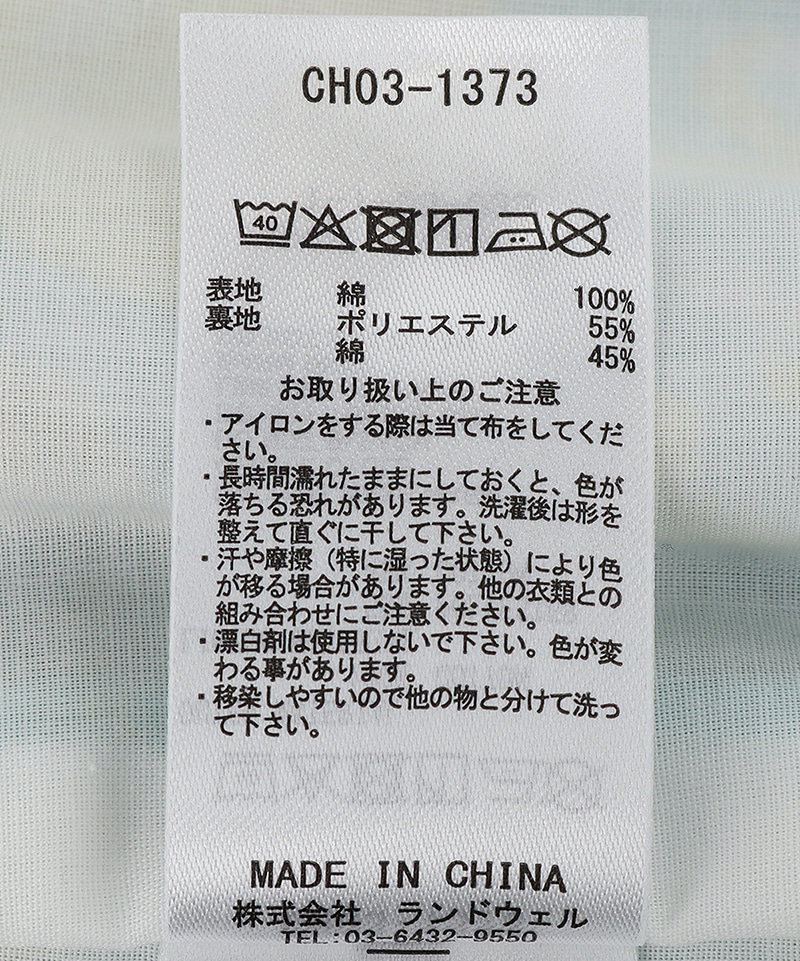 CH03-1373
40
表地 綿 100%
裏地 ポリエステル 55%
綿 45%
お取り扱い上のご注意
・アイロンをする際は当て布をしてくだ
さい。
・長時間濡れたままにしておくと、色が
落ちる恐れがあります。洗濯後は形を
整えて直ぐに干して下さい。
・汗や摩擦（特に湿った状態）により色
が移る場合があります。他の衣類との
組み合わせにご注意ください。
・漂白剤は使用しないで下さい。色が変
わる事があります。
・移染しやすいので他の物と分けて洗っ
て下さい。
MADE IN CHINA
株式会社 ランドウェル
TEL:03-6432-9550